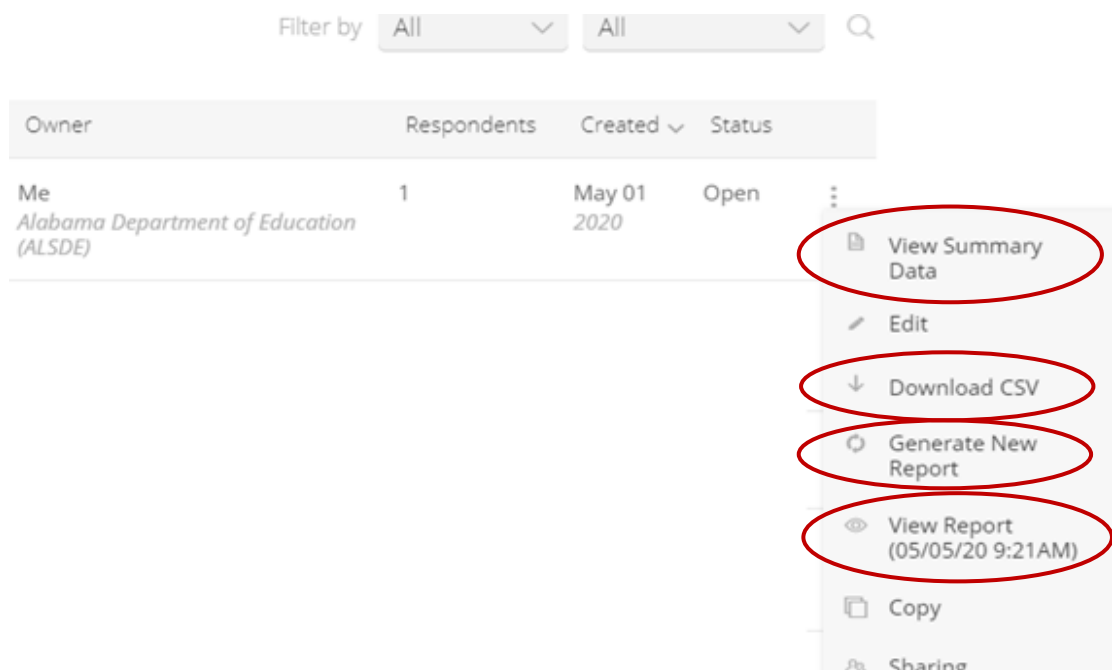 Filter by All All
Owner Respondents Created Status
Me 1 May 01 Open
Alabama Department of Education 2020
(ALSDE)
View Summary
Data
Edit
Download CSV
Generate New
Report
View Report
(05/05/20 9:21AM)
Copy
Sharing